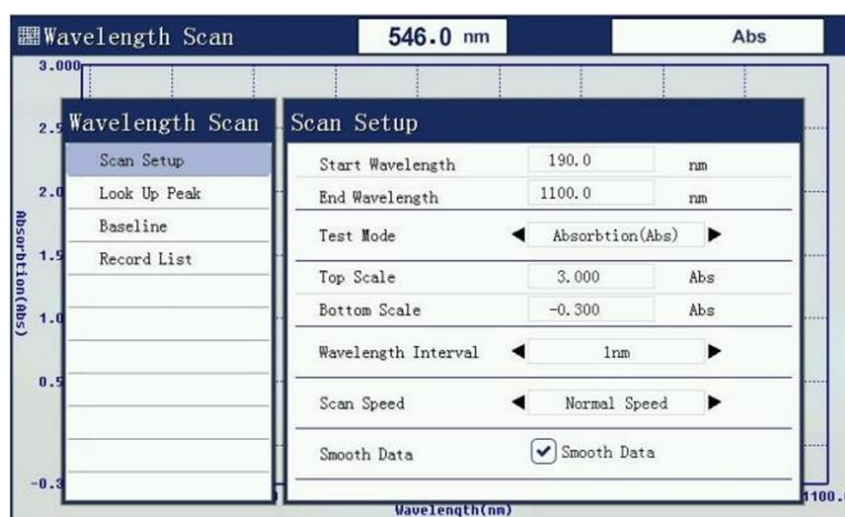 Wavelength Scan 546.0 nm Abs
3.000
2.5
2.0
1.5
1.0
0.5
-0.3
Absorbtion(Abs)
Wavelength Scan
Scan Setup
Look Up Peak
Baseline
Record List
Scan Setup
Start Wavelength 190.0 nm
End Wavelength 1100.0 nm
Test Mode Absorbtion(Abs)
Top Scale 3.000 Abs
Bottom Scale -0.300 Abs
Wavelength Interval 1nm
Scan Speed Normal Speed
Smooth Data Smooth Data
1100.
Wavelength(nm)